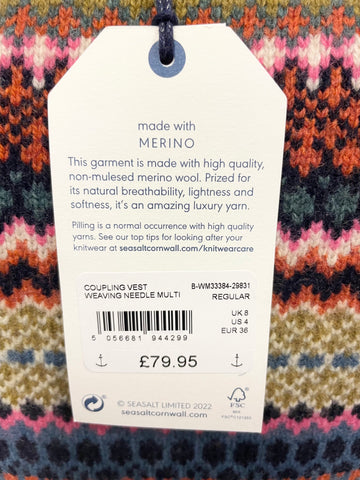 made with
MERINO
This garment is made with high quality,
non-mulesed merino wool. Prized for
its natural breathability, lightness and
softness, it's an amazing luxury yarn.
Pilling is a normal occurrence with high quality
yarns. See our top tips for looking after your
knitwear at seasaltcornwall.com/knitwearcare
COUPLING VEST B-WM33384-29831
WEAVING NEEDLE MULTI REGULAR
UK 8
US 4
EUR 36
5 056681 944299
£79.95
© SEASALT LIMITED 2022
seasaltcornwall.com
FSC
MIX